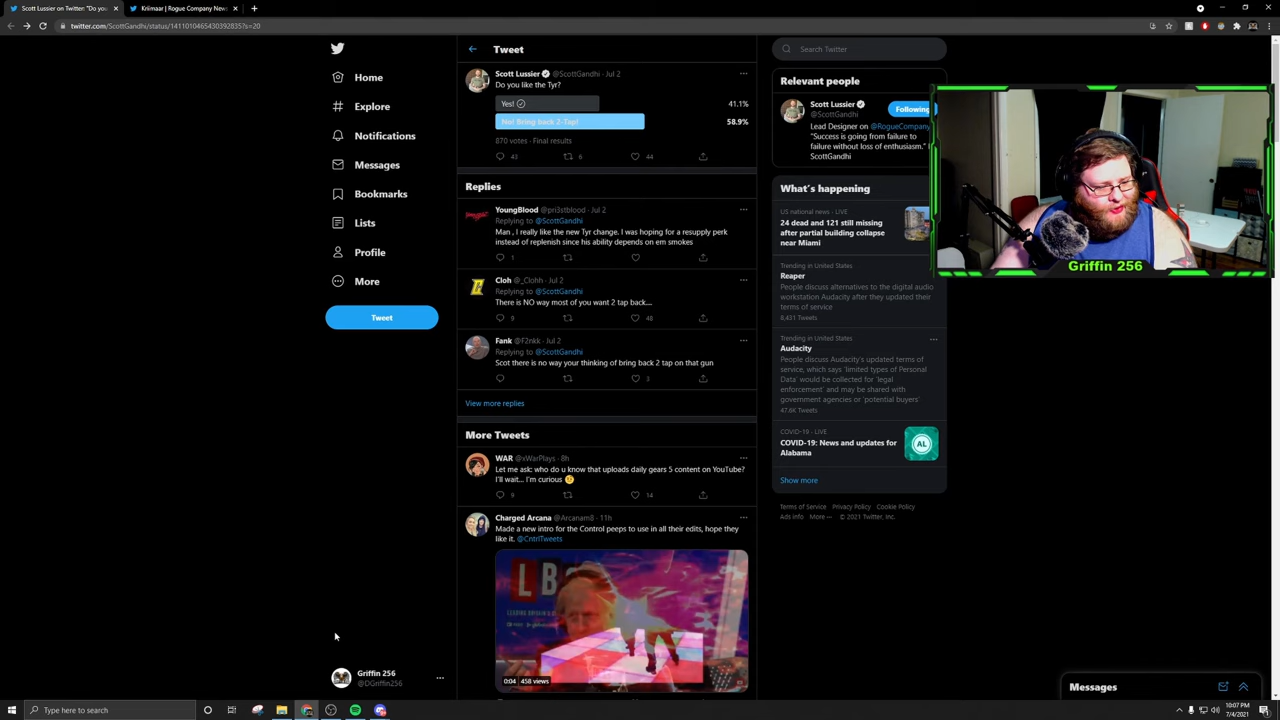 Scott Lussier on Twitter: "Do you
Kriimaar | Rogue Company News
twitter.com/ScottGandhi/status/1411010465430392835?s=20
Home
Explore
Notifications
Messages
Bookmarks
Lists
Profile
More
Tweet
Griffin 256
@DGriffin256
Tweet
Scott Lussier @ScottGandhi · Jul 2
Do you like the Tyr?
Yes!
41.1%
No! Bring back 2-Tap!
58.9%
870 votes · Final results
43
6
44
Replies
YoungBlood @pri3stblood · Jul 2
Replying to @ScottGandhi
Man , I really like the new Tyr change. I was hoping for a resupply perk
instead of replenish since his ability depends on em smokes
1
Cloh @_Clohh · Jul 2
Replying to @ScottGandhi
There is NO way most of you want 2 tap back....
9
48
Fank @F2nkk · Jul 2
Replying to @ScottGandhi
Scot there is no way your thinking of bring back 2 tap on that gun
3
View more replies
More Tweets
WAR @xWarPlays · 8h
Let me ask: who do u know that uploads daily gears 5 content on YouTube?
I'll wait... I'm curious
9
14
Charged Arcana @Arcanam8 · 11h
Made a new intro for the Control peeps to use in all their edits, hope they
like it. @CntrlTweets
LB
0:04
458 views
Search Twitter
Relevant people
Scott Lussier
@ScottGandhi
Following
Lead Designer on @RogueCompany
"Success is going from failure to
failure without loss of enthusiasm."
ScottGandhi
What's happening
US national news · LIVE
24 dead and 121 still missing
after partial building collapse
near Miami
Trending in United States
Reaper
People discuss alternatives to the digital audio
workstation Audacity after they updated their
terms of service
8,431 Tweets
Trending in United States
Audacity
People discuss Audacity's updated terms of
service, which says 'limited types of Personal
Data' would be collected for 'legal
enforcement' and may be shared with
government agencies or 'potential buyers'
47.6K Tweets
COVID-19 · LIVE
COVID-19: News and updates for
Alabama
AL
Show more
Terms of Service Privacy Policy Cookie Policy
Ads info More ··· © 2021 Twitter, Inc.
Griffin 256
Messages
Type here to search
10:07 PM
7/4/2021